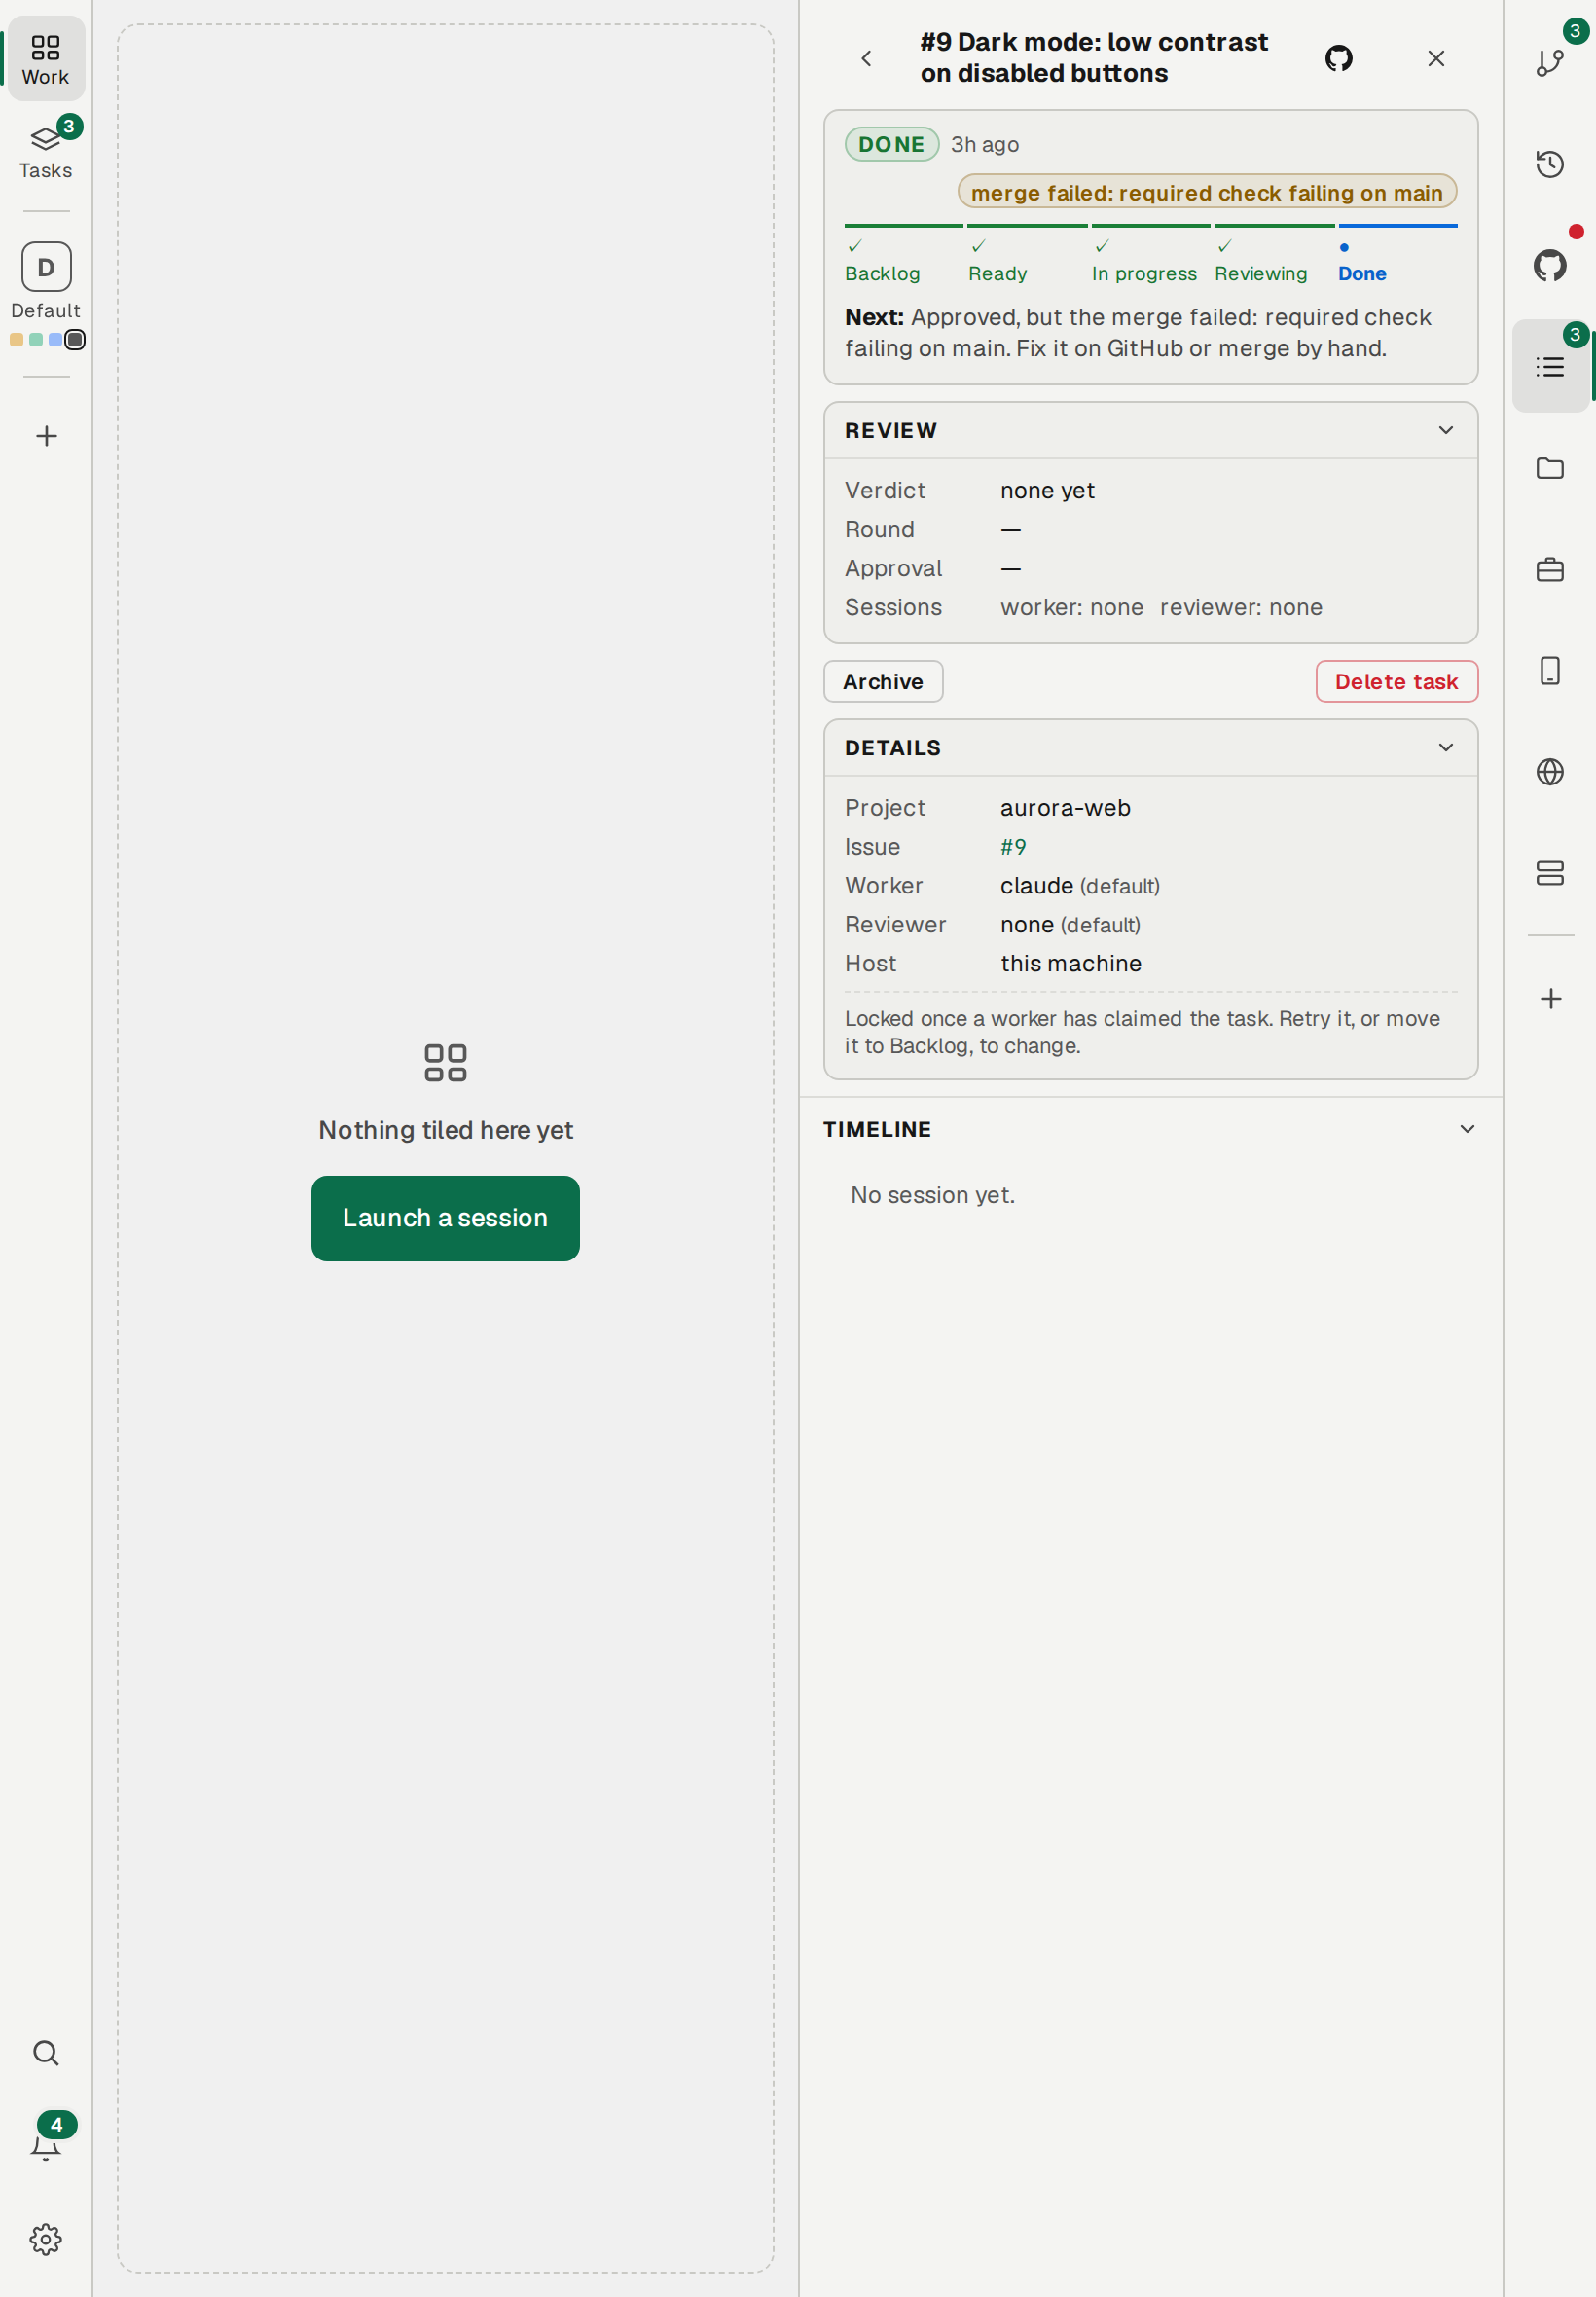 Work
3
Tasks
D
Default
4
Nothing tiled here yet
Launch a session
#9 Dark mode: low contrast
on disabled buttons
DONE 3h ago
merge failed: required check failing on main
✓ ✓ ✓ ✓ ●
Backlog Ready In progress Reviewing Done
Next: Approved, but the merge failed: required check
failing on main. Fix it on GitHub or merge by hand.
REVIEW
Verdict none yet
Round —
Approval —
Sessions worker: none reviewer: none
Archive Delete task
DETAILS
Project aurora-web
Issue #9
Worker claude (default)
Reviewer none (default)
Host this machine
Locked once a worker has claimed the task. Retry it, or move
it to Backlog, to change.
TIMELINE
No session yet.
3
3